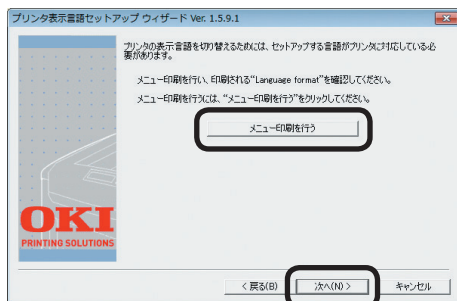 プリンタ表示言語セットアップ ウィザード Ver. 1.5.9.1
プリンタの表示言語を切り替えるためには、セットアップする言語がプリンタに対応している必
要があります。
メニュー印刷を行い、印刷される"Language format"を確認してください。
メニュー印刷を行うには、"メニュー印刷を行う"をクリックしてください。
メニュー印刷を行う
OKI
PRINTING SOLUTIONS
< 戻る(B)
次へ(N) >
キャンセル